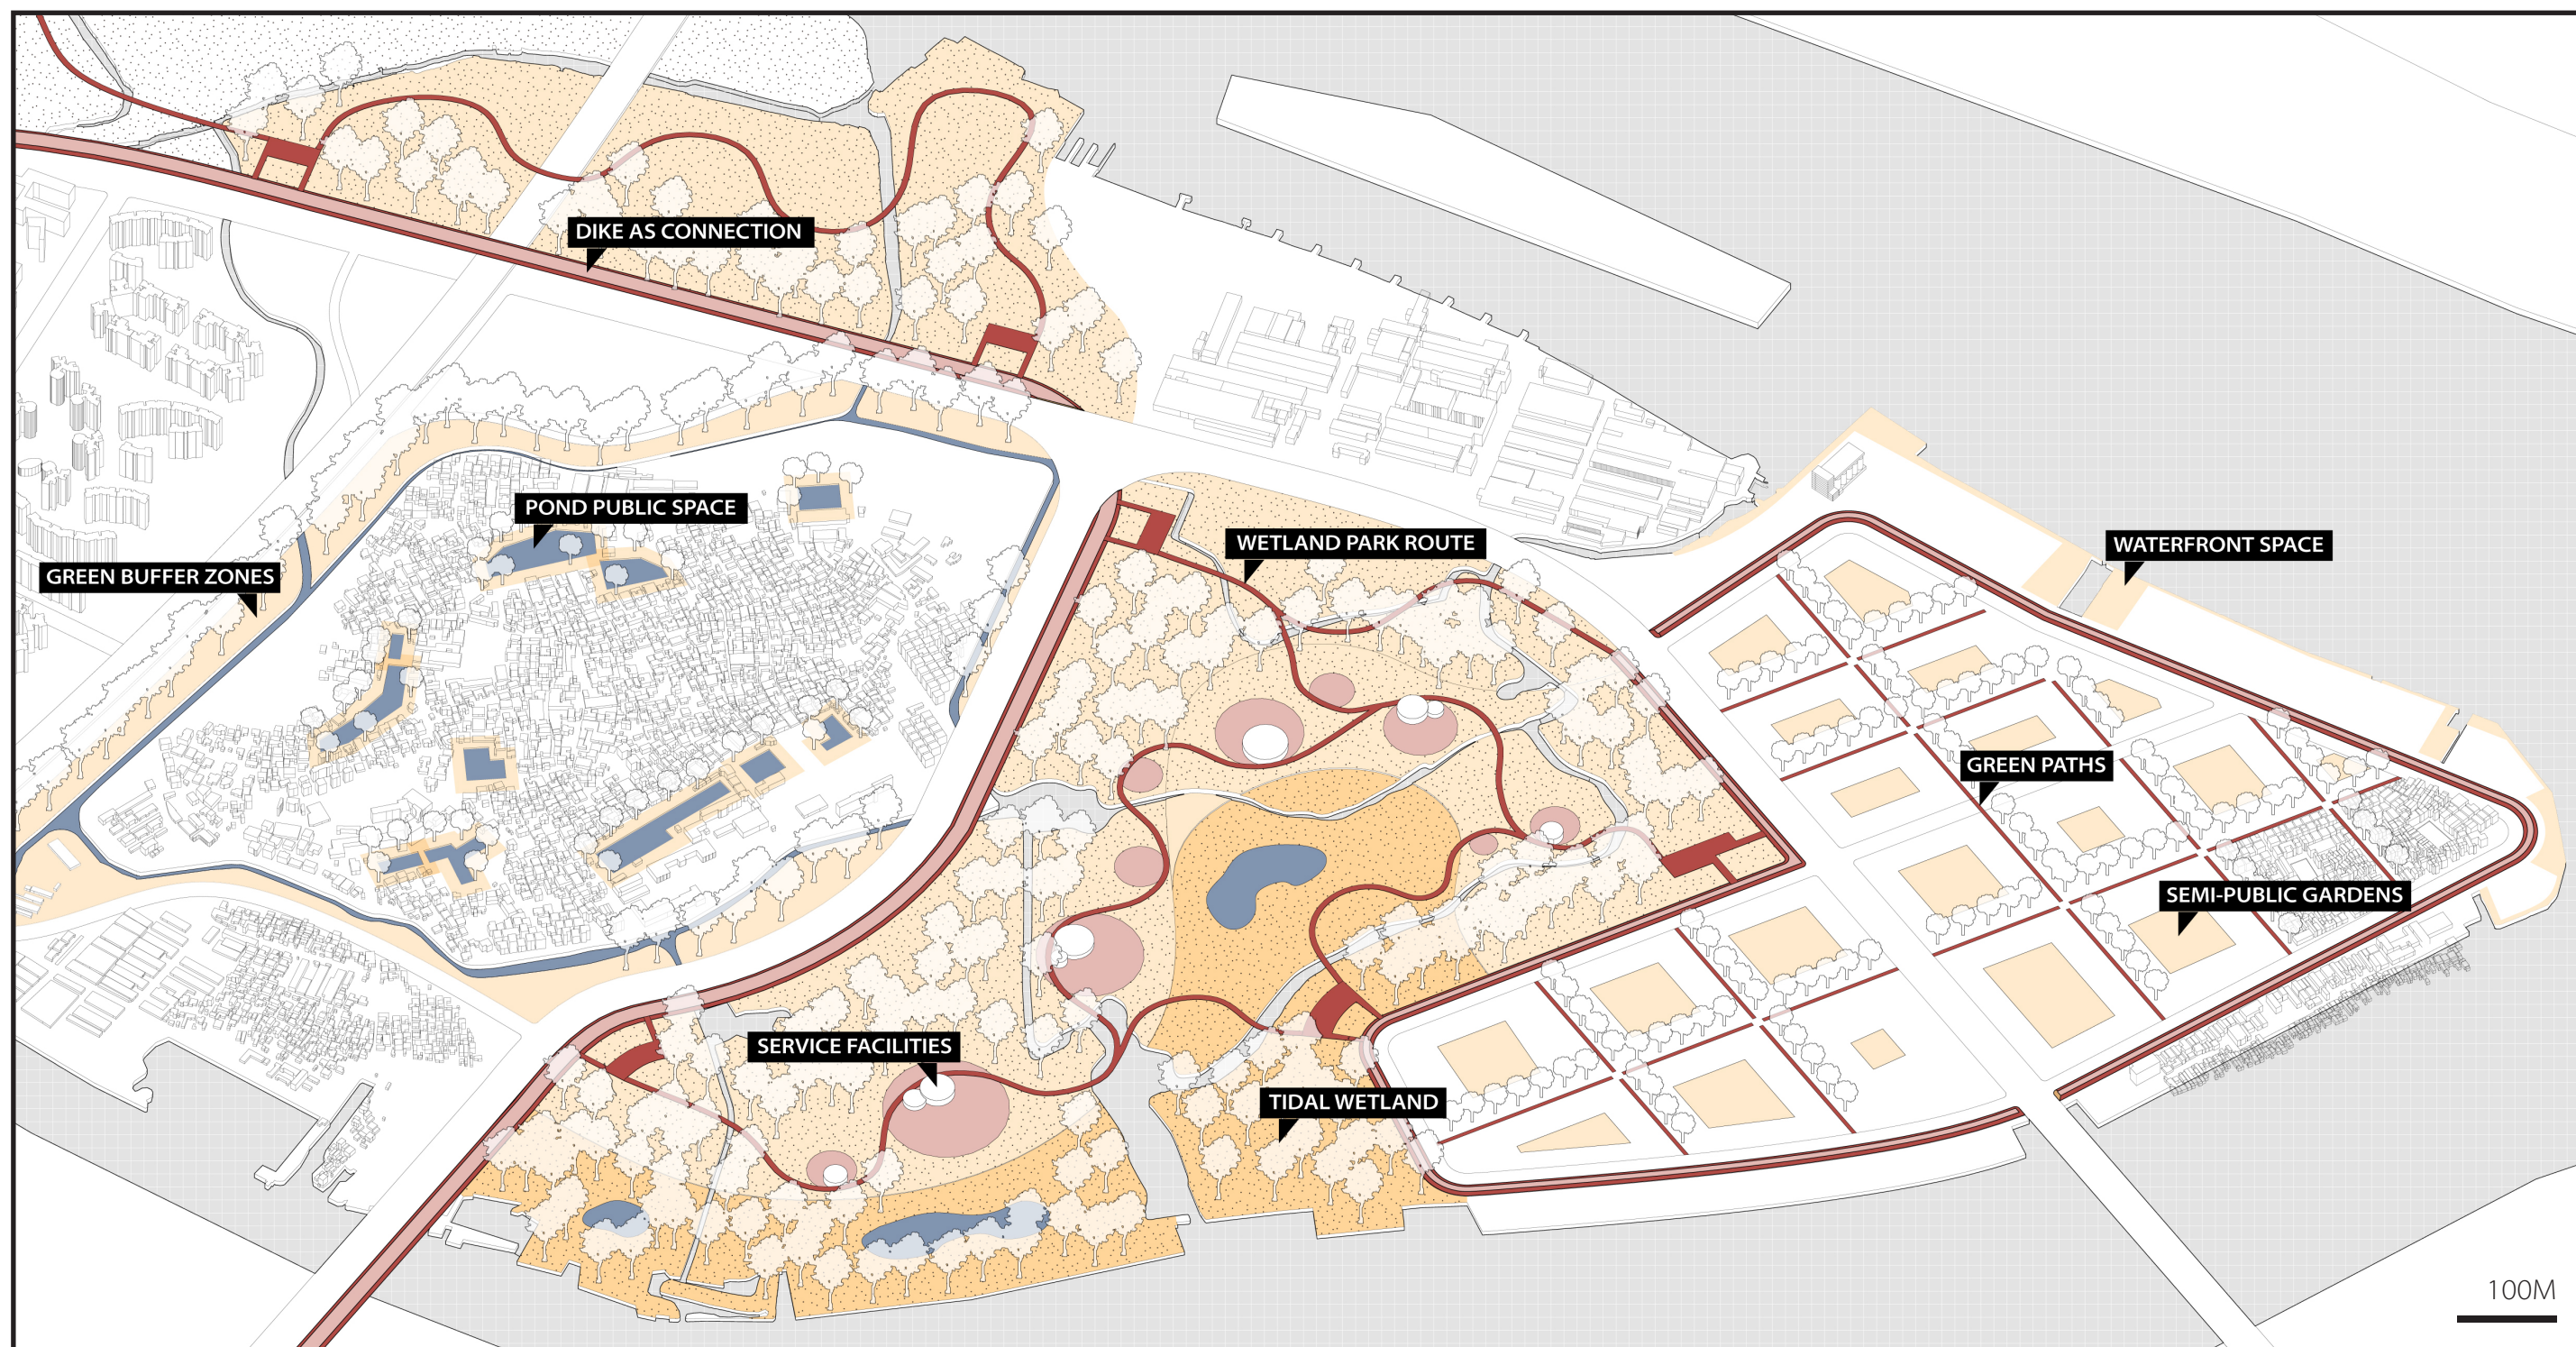 DIKE AS CONNECTION
POND PUBLIC SPACE
WETLAND PARK ROUTE
WATERFRONT SPACE
GREEN BUFFER ZONES
GREEN PATHS
SEMI-PUBLIC GARDENS
SERVICE FACILITIES
TIDAL WETLAND
100M